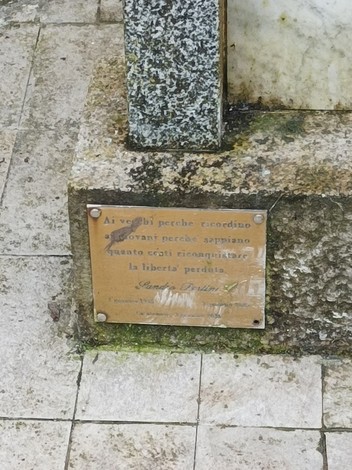 Ai vecchi perche ricordino
ai giovani perche sappiano
quanto costi riconquistare
la liberta' perduta.
Sandro Pertini